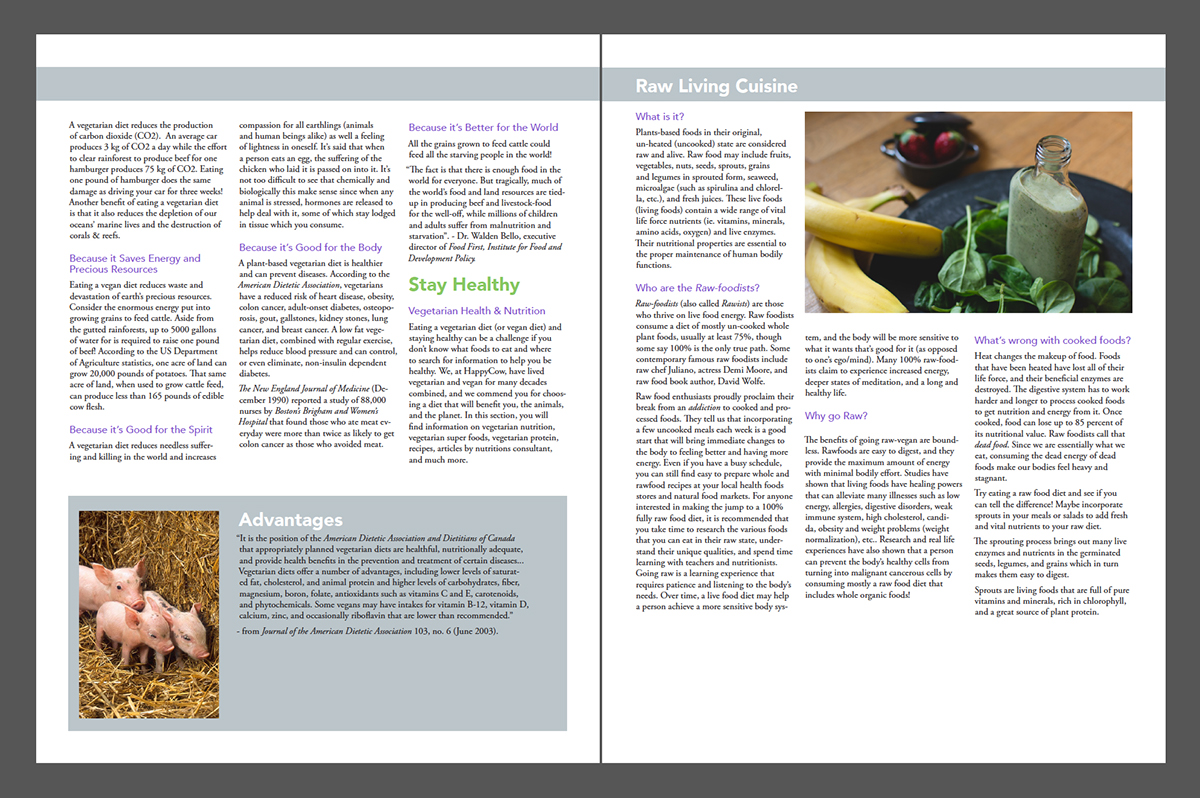 A vegetarian diet reduces the production
of carbon dioxide (CO2). An average car
produces 3 kg of CO2 a day while the effort
to clear rainforest to produce beef for one
hamburger produces 75 kg of CO2. Eating
one pound of hamburger does the same
damage as driving your car for three weeks!
Another benefit of eating a vegetarian diet
is that it also reduces the depletion of our
oceans' marine lives and the destruction of
corals & reefs.
Because it Saves Energy and
Precious Resources
Eating a vegan diet reduces waste and
devastation of earth's precious resources.
Consider the enormous energy put into
growing grains to feed cattle. Aside from
the gutted rainforests, up to 5000 gallons
of water for is required to raise one pound
of beef! According to the US Department
of Agriculture statistics, one acre of land can
grow 20,000 pounds of potatoes. That same
acre of land, when used to grow cattle feed,
can produce less than 165 pounds of edible
cow flesh.
Because it's Good for the Spirit
A vegetarian diet reduces needless suffer-
ing and killing in the world and increases
compassion for all earthlings (animals
and human beings alike) as well a feeling
of lightness in oneself. It's said that when
a person eats an egg, the suffering of the
chicken who laid it is passed on into it. It's
not too difficult to see that chemically and
biologically this make sense since when any
animal is stressed, hormones are released to
help deal with it, some of which stay lodged
in tissue which you consume.
Because it's Good for the Body
A plant-based vegetarian diet is healthier
and can prevent diseases. According to the
American Dietetic Association, vegetarians
have a reduced risk of heart disease, obesity,
colon cancer, adult-onset diabetes, osteopo-
rosis, gout, gallstones, kidney stones, lung
cancer, and breast cancer. A low fat vege-
tarian diet, combined with regular exercise,
helps reduce blood pressure and can control,
or even eliminate, non-insulin dependent
diabetes.
The New England Journal of Medicine (De-
cember 1990) reported a study of 88,000
nurses by Boston's Brigham and Women's
Hospital that found those who ate meat ev-
eryday were more than twice as likely to get
colon cancer as those who avoided meat.
Because it's Better for the World
All the grains grown to feed cattle could
feed all the starving people in the world!
"The fact is that there is enough food in the
world for everyone. But tragically, much of
the world's food and land resources are tied-
up in producing beef and livestock-food
for the well-off, while millions of children
and adults suffer from malnutrition and
starvation". - Dr. Walden Bello, executive
director of Food First, Institute for Food and
Development Policy.
Stay Healthy
Vegetarian Health & Nutrition
Eating a vegetarian diet (or vegan diet) and
staying healthy can be a challenge if you
don't know what foods to eat and where
to search for information to help you be
healthy. We, at HappyCow, have lived
vegetarian and vegan for many decades
combined, and we commend you for choos-
ing a diet that will benefit you, the animals,
and the planet. In this section, you will
find information on vegetarian nutrition,
vegetarian super foods, vegetarian protein,
recipes, articles by nutritions consultant,
and much more.
Advantages
"It is the position of the American Dietetic Association and Dietitians of Canada
that appropriately planned vegetarian diets are healthful, nutritionally adequate,
and provide health benefits in the prevention and treatment of certain diseases...
Vegetarian diets offer a number of advantages, including lower levels of saturat-
ed fat, cholesterol, and animal protein and higher levels of carbohydrates, fiber,
magnesium, boron, folate, antioxidants such as vitamins C and E, carotenoids,
and phytochemicals. Some vegans may have intakes for vitamin B-12, vitamin D,
calcium, zinc, and occasionally riboflavin that are lower than recommended."
- from Journal of the American Dietetic Association 103, no. 6 (June 2003).
Raw Living Cuisine
What is it?
Plants-based foods in their original,
un-heated (uncooked) state are considered
raw and alive. Raw food may include fruits,
vegetables, nuts, seeds, sprouts, grains
and legumes in sprouted form, seaweed,
microalgae (such as spirulina and chlorel-
la, etc.), and fresh juices. These live foods
(living foods) contain a wide range of vital
life force nutrients (ie. vitamins, minerals,
amino acids, oxygen) and live enzymes.
Their nutritional properties are essential to
the proper maintenance of human bodily
functions.
Who are the Raw-foodists?
Raw-foodists (also called Rawists) are those
who thrive on live food energy. Raw foodists
consume a diet of mostly un-cooked whole
plant foods, usually at least 75%, though
some say 100% is the only true path. Some
contemporary famous raw foodists include
raw chef Juliano, actress Demi Moore, and
raw food book author, David Wolfe.
Raw food enthusiasts proudly proclaim their
break from an addiction to cooked and pro-
cessed foods. They tell us that incorporating
a few uncooked meals each week is a good
start that will bring immediate changes to
the body to feeling better and having more
energy. Even if you have a busy schedule,
you can still find easy to prepare whole and
rawfood recipes at your local health foods
stores and natural food markets. For anyone
interested in making the jump to a 100%
fully raw food diet, it is recommended that
you take time to research the various foods
that you can eat in their raw state, under-
stand their unique qualities, and spend time
learning with teachers and nutritionists.
Going raw is a learning experience that
requires patience and listening to the body's
needs. Over time, a live food diet may help
a person achieve a more sensitive body sys-
tem, and the body will be more sensitive to
what it wants that's good for it (as opposed
to one's ego/mind). Many 100% raw-food-
ists claim to experience increased energy,
deeper states of meditation, and a long and
healthy life.
Why go Raw?
The benefits of going raw-vegan are bound-
less. Rawfoods are easy to digest, and they
provide the maximum amount of energy
with minimal bodily effort. Studies have
shown that living foods have healing powers
that can alleviate many illnesses such as low
energy, allergies, digestive disorders, weak
immune system, high cholesterol, candi-
da, obesity and weight problems (weight
normalization), etc.. Research and real life
experiences have also shown that a person
can prevent the body's healthy cells from
turning into malignant cancerous cells by
consuming mostly a raw food diet that
includes whole organic foods!
What's wrong with cooked foods?
Heat changes the makeup of food. Foods
that have been heated have lost all of their
life force, and their beneficial enzymes are
destroyed. The digestive system has to work
harder and longer to process cooked foods
to get nutrition and energy from it. Once
cooked, food can lose up to 85 percent of
its nutritional value. Raw foodists call that
dead food. Since we are essentially what we
eat, consuming the dead energy of dead
foods make our bodies feel heavy and
stagnant.
Try eating a raw food diet and see if you
can tell the difference! Maybe incorporate
sprouts in your meals or salads to add fresh
and vital nutrients to your raw diet.
The sprouting process brings out many live
enzymes and nutrients in the germinated
seeds, legumes, and grains which in turn
makes them easy to digest.
Sprouts are living foods that are full of pure
vitamins and minerals, rich in chlorophyll,
and a great source of plant protein.